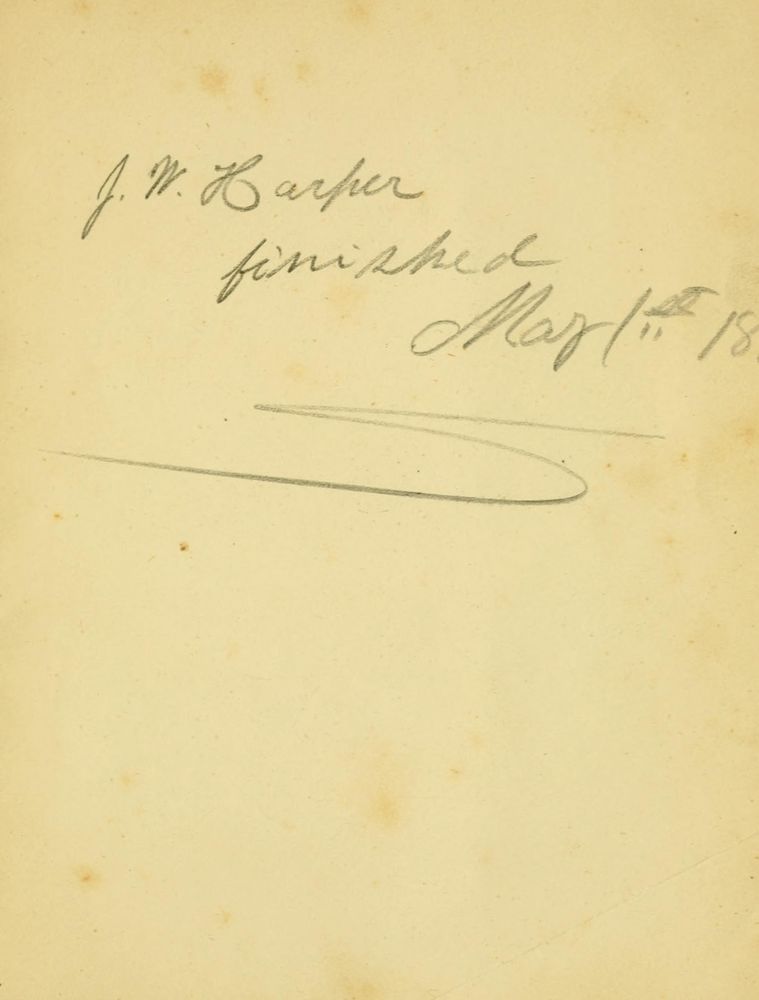 J. W. Harper
finished
May 1st 18